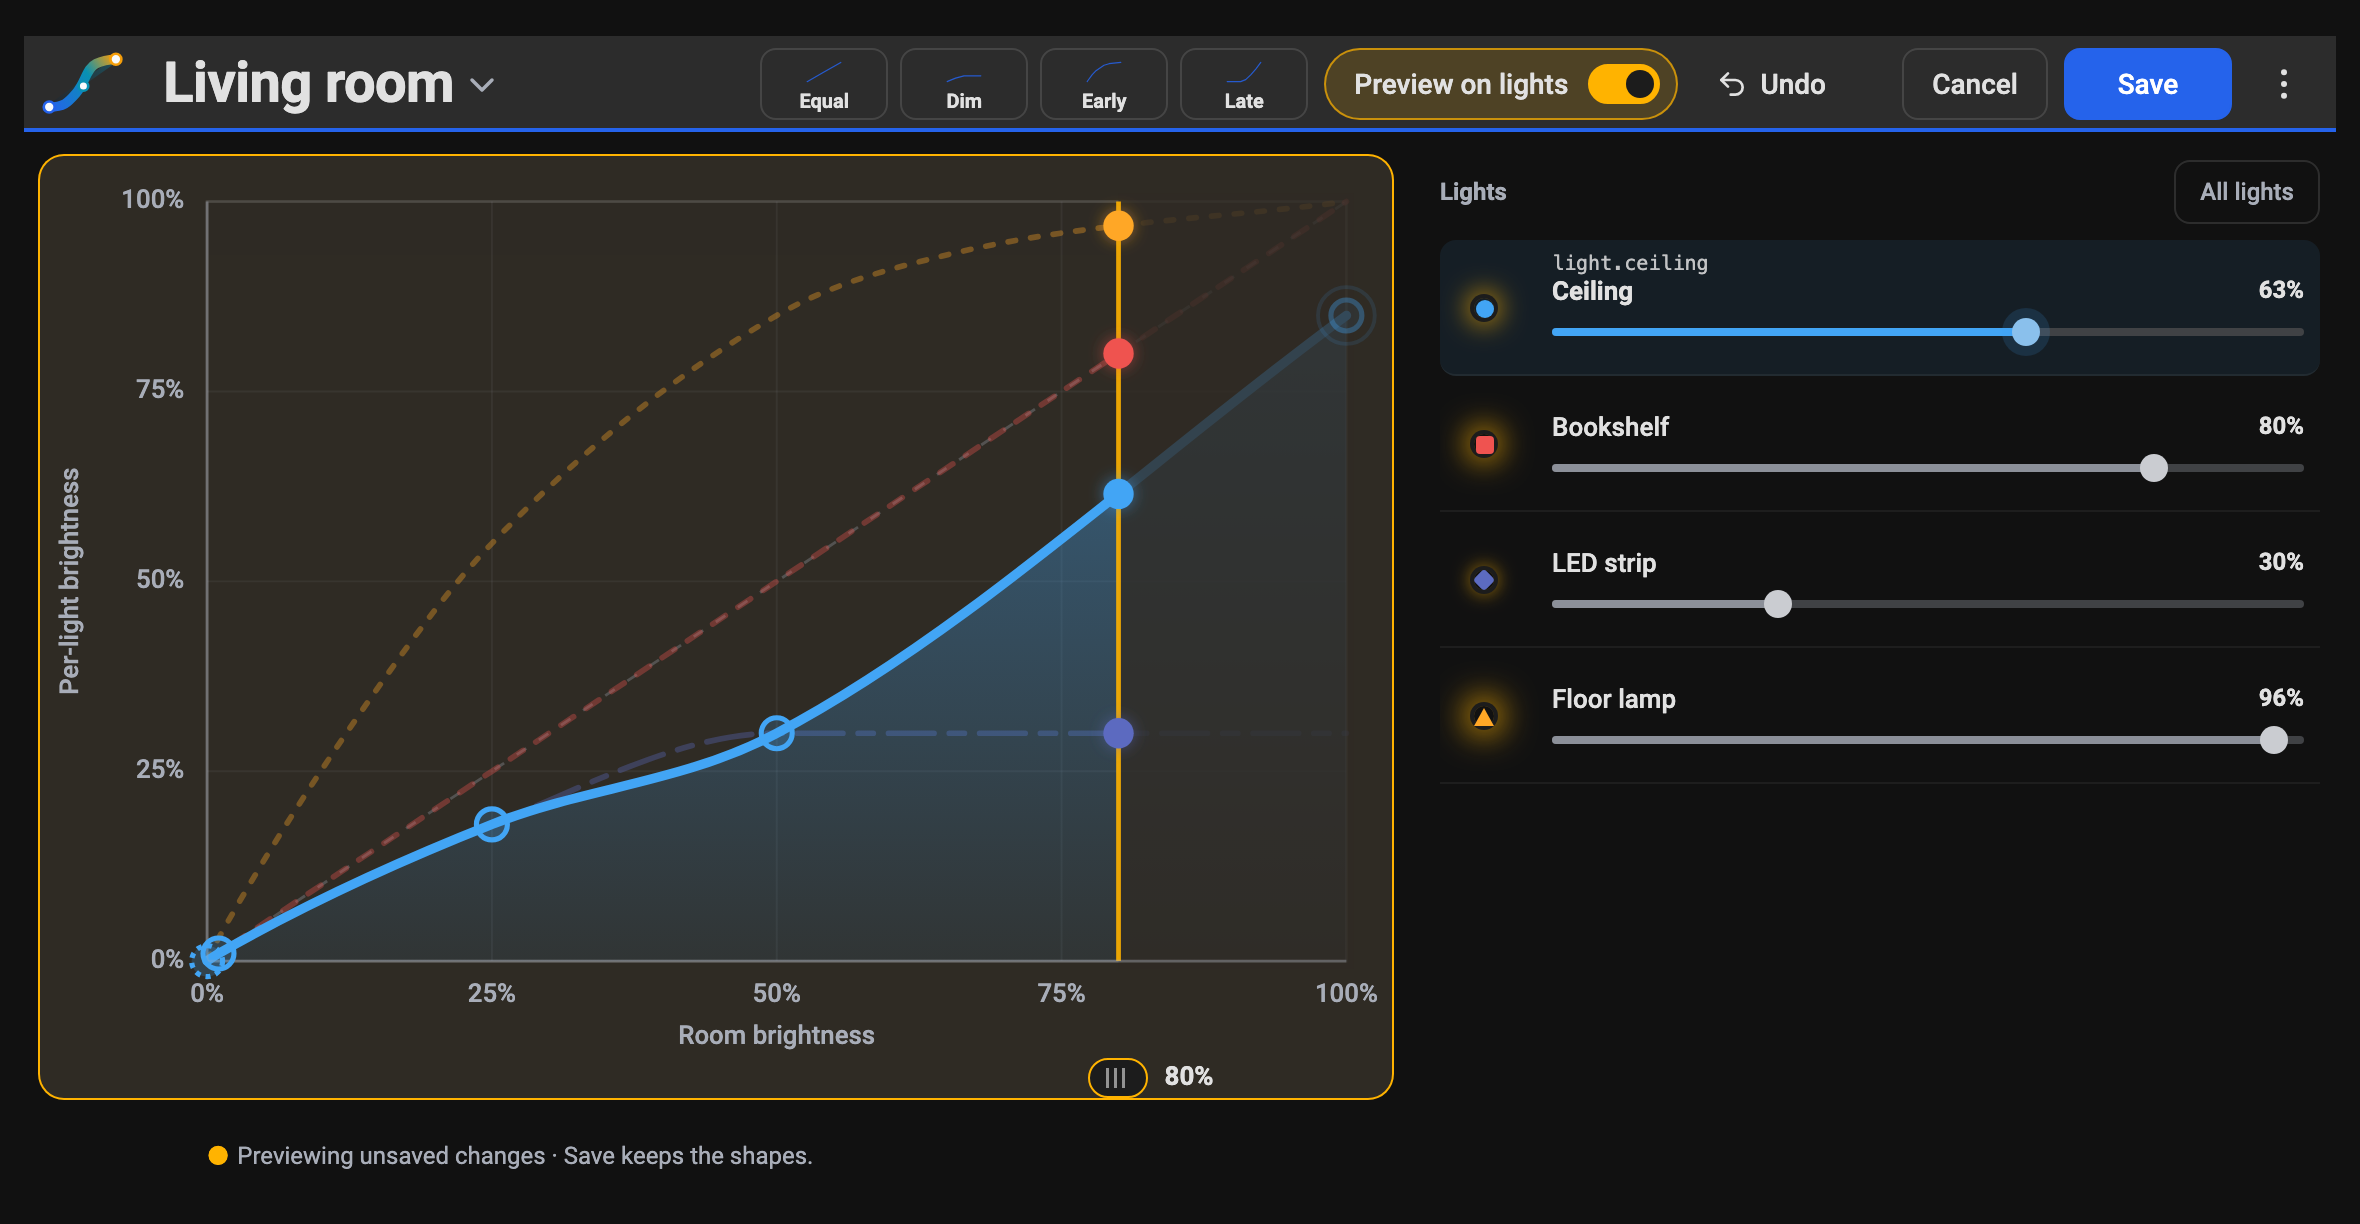 Living room
Equal
Dim
Early
Late
Preview on lights
Undo
Cancel
Save
100%
75%
50%
25%
0%
Per-light brightness
0%
25%
50%
75%
100%
Room brightness
80%
Previewing unsaved changes · Save keeps the shapes.
Lights
All lights
light.ceiling
Ceiling
63%
Bookshelf
80%
LED strip
30%
Floor lamp
96%